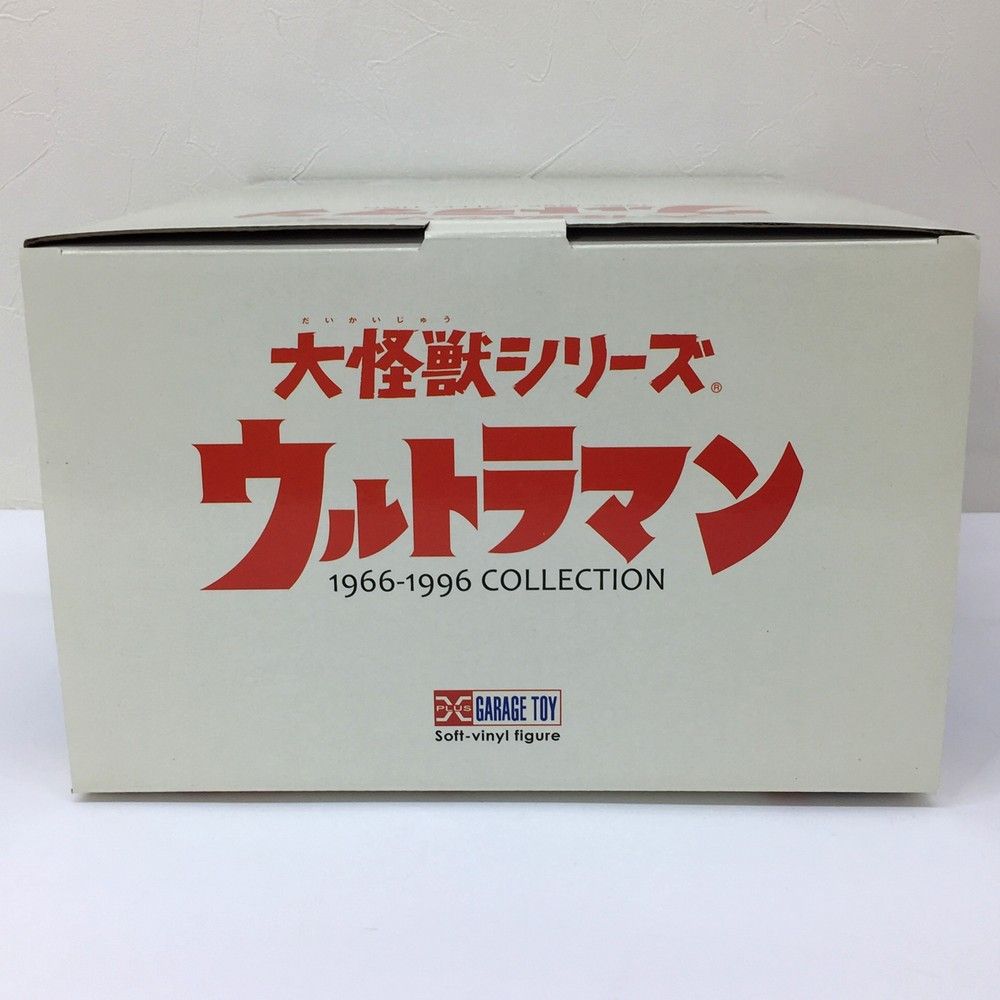 だいかいじゅう
大怪獣シリーズ®
ウルトラマン
1966-1996 COLLECTION
X PLUS GARAGE TOY
Soft-vinyl figure